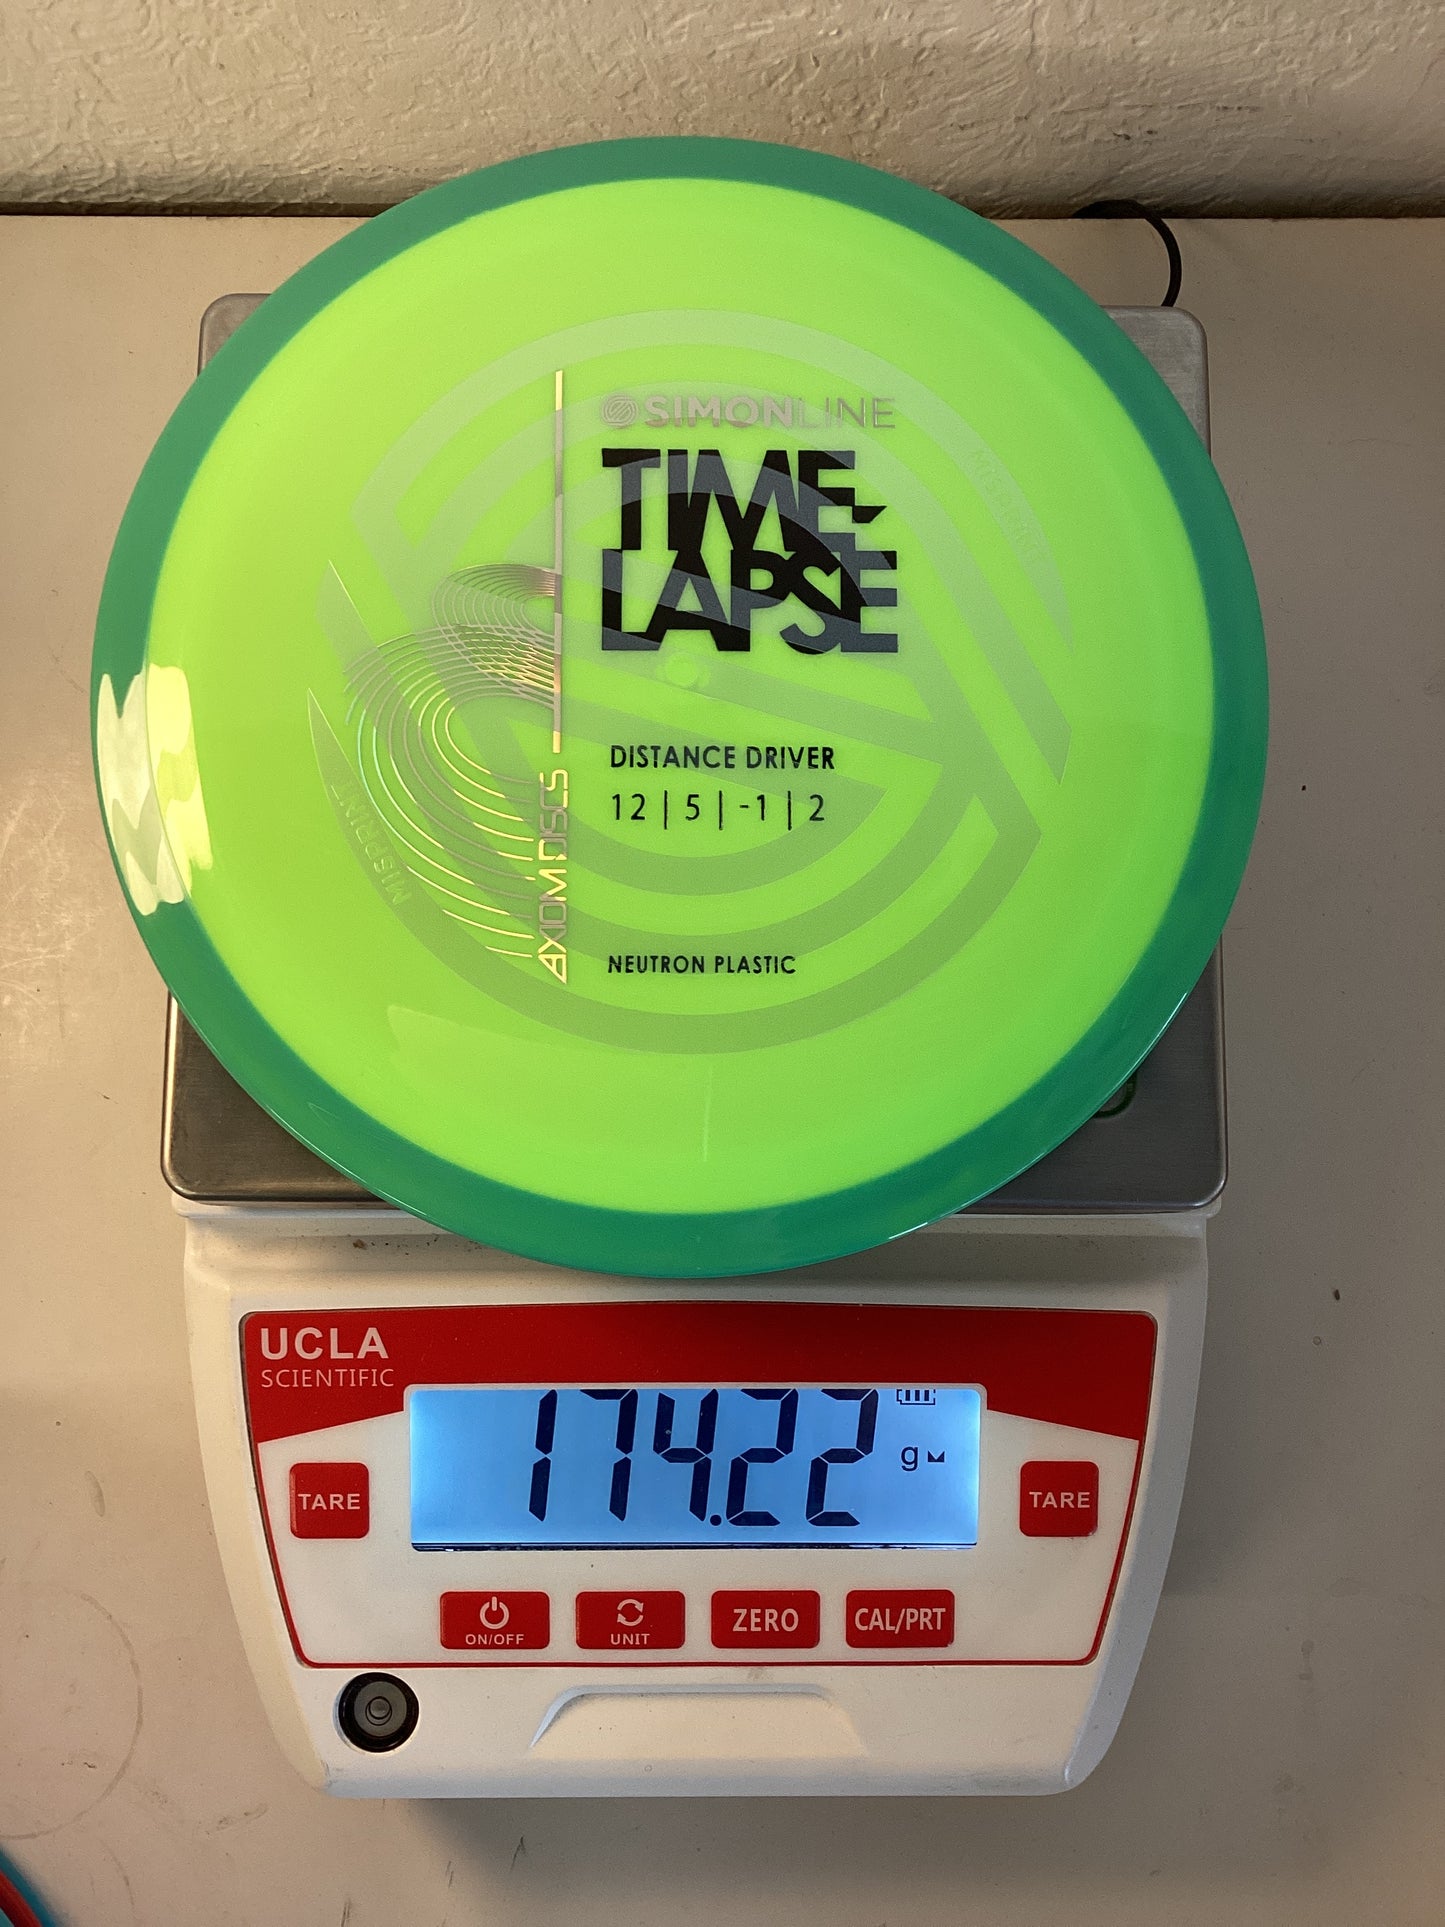 SIMONLINE
TIME-
LAPSE
MISPRINT
DISTANCE DRIVER
12 | 5 | -1 | 2
AXIOM DISCS
MISPRINT
NEUTRON PLASTIC
UCLA
SCIENTIFIC
174.22 g
TARE
TARE
ON/OFF
UNIT
ZERO
CAL/PRT